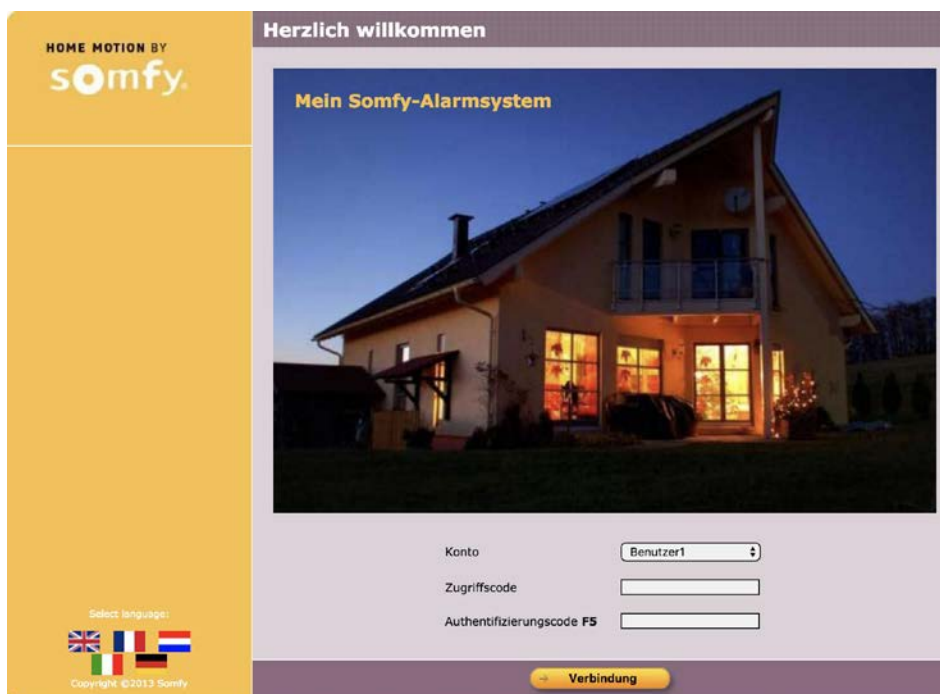 HOME MOTION BY
somfy.
Herzlich willkommen
Mein Somfy-Alarmsystem
Konto
Benutzer1
Zugriffscode
Authentifizierungscode F5
Select language:
Copyright ©2013 Somfy
Verbindung